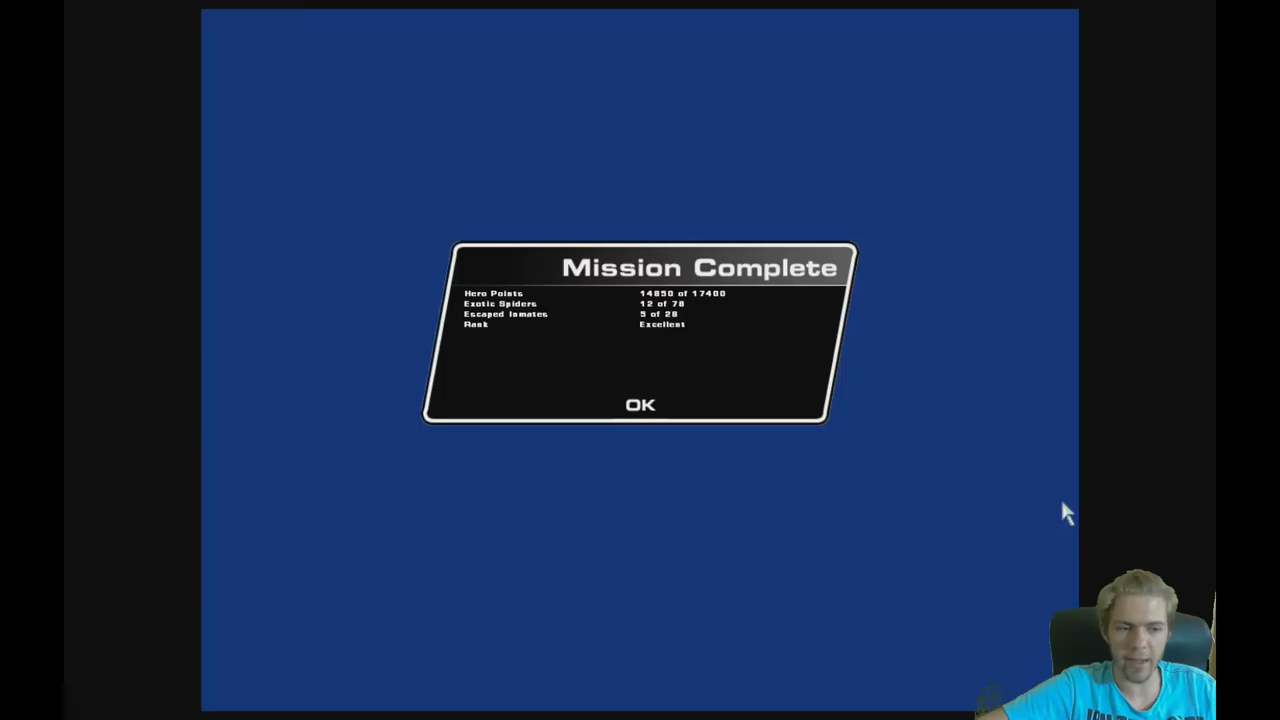 Mission Complete
Hero Points 14850 of 17400
Exotic Spiders 12 of 78
Escaped Inmates 5 of 28
Rank Excellent
OK